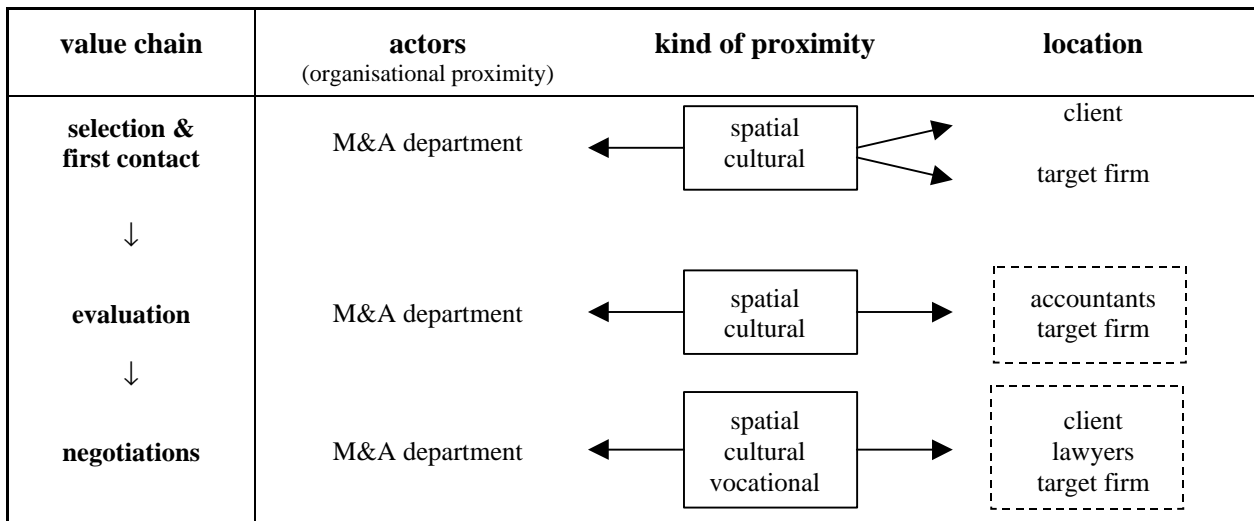 value chain
actors
(organisational proximity)
kind of proximity
location
selection &
first contact
M&A department
spatial
cultural
client
target firm
↓
evaluation
M&A department
spatial
cultural
accountants
target firm
↓
negotiations
M&A department
spatial
cultural
vocational
client
lawyers
target firm